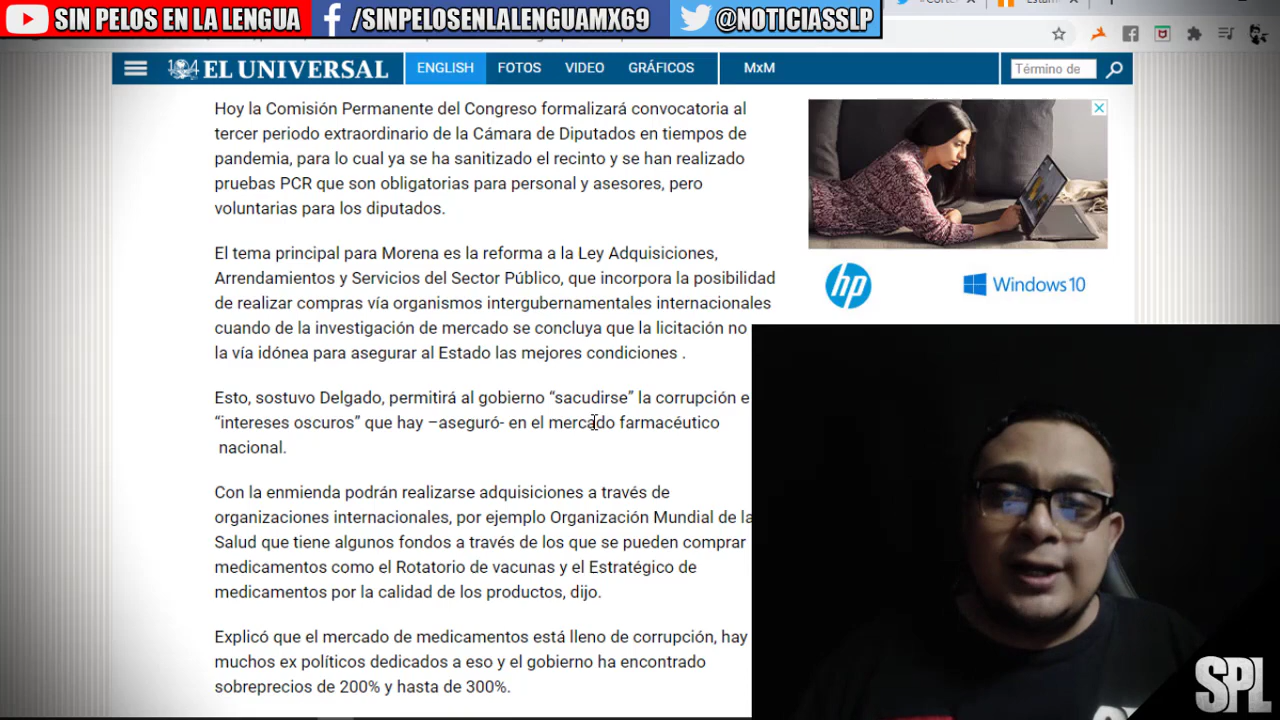 SIN PELOS EN LA LENGUA
/SINPELOSENLALENGUAMX69
@NOTICIASSLP
104 EL UNIVERSAL
ENGLISH
FOTOS
VIDEO
GRÁFICOS
MxM
Término de
Hoy la Comisión Permanente del Congreso formalizará convocatoria al
tercer periodo extraordinario de la Cámara de Diputados en tiempos de
pandemia, para lo cual ya se ha sanitizado el recinto y se han realizado
pruebas PCR que son obligatorias para personal y asesores, pero
voluntarias para los diputados.
El tema principal para Morena es la reforma a la Ley Adquisiciones,
Arrendamientos y Servicios del Sector Público, que incorpora la posibilidad
de realizar compras vía organismos intergubernamentales internacionales
cuando de la investigación de mercado se concluya que la licitación no
la vía idónea para asegurar al Estado las mejores condiciones .
Esto, sostuvo Delgado, permitirá al gobierno “sacudirse” la corrupción e
“intereses oscuros” que hay –aseguró- en el mercado farmacéutico
nacional.
Con la enmienda podrán realizarse adquisiciones a través de
organizaciones internacionales, por ejemplo Organización Mundial de la
Salud que tiene algunos fondos a través de los que se pueden comprar
medicamentos como el Rotatorio de vacunas y el Estratégico de
medicamentos por la calidad de los productos, dijo.
Explicó que el mercado de medicamentos está lleno de corrupción, hay
muchos ex políticos dedicados a eso y el gobierno ha encontrado
sobreprecios de 200% y hasta de 300%.
hp
Windows 10
SPL